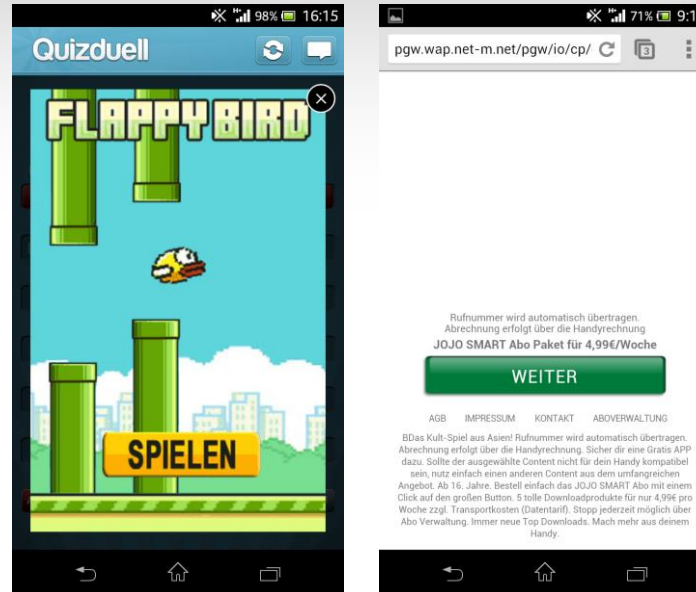 98% 16:15
Quizduell
FLAPPY BIRD
SPIELEN
71% 9:1
pgw.wap.net-m.net/pgw/io/cp/
3
Rufnummer wird automatisch übertragen.
Abrechnung erfolgt über die Handyrechnung
JOJO SMART Abo Paket für 4,99€/Woche
WEITER
AGB IMPRESSUM KONTAKT ABOVERWALTUNG
BDas Kult-Spiel aus Asien! Rufnummer wird automatisch übertragen.
Abrechnung erfolgt über die Handyrechnung. Sicher dir eine Gratis APP
dazu. Sollte der ausgewählte Content nicht für dein Handy kompatibel
sein, nutz einfach einen anderen Content aus dem umfangreichen
Angebot. Ab 16. Jahre. Bestell einfach das JOJO SMART Abo mit einem
Click auf den großen Button. 5 tolle Downloadprodukte für nur 4,99€ pro
Woche zzgl. Transportkosten (Datentarif). Stopp jederzeit möglich über
Abo Verwaltung. Immer neue Top Downloads. Mach mehr aus deinem
Handy.